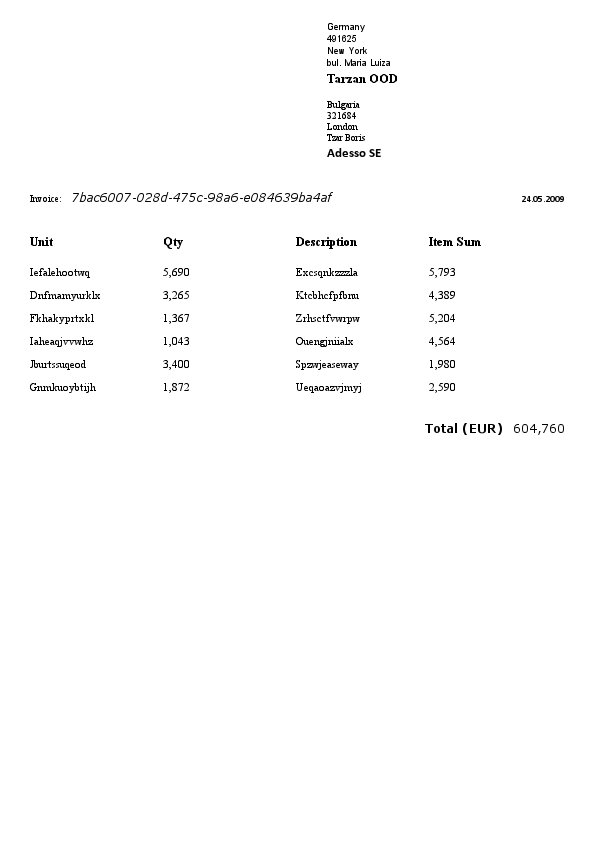 Germany
491625
New York
bul. Maria Luiza
Tarzan OOD
Bulgaria
321684
London
Tzar Boris
Adesso SE
Invoice: 7bac6007-028d-475c-98a6-e084639ba4af 24.05.2009
Unit Qty Description Item Sum
Iefalehootwq 5,690 Excsqnkzzzla 5,793
Dnfmamyurklx 3,265 Ktcbhcfpfbnu 4,389
Fkhakyprtxkl 1,367 Zrhsctfvwrpw 5,204
Iaheaqjvvwhz 1,043 Ouengjniialx 4,564
Jburtssuqeod 3,400 Spzwjeaseway 1,980
Gnmkuoybtijh 1,872 Ueqaoazvjmyj 2,590
Total (EUR) 604,760